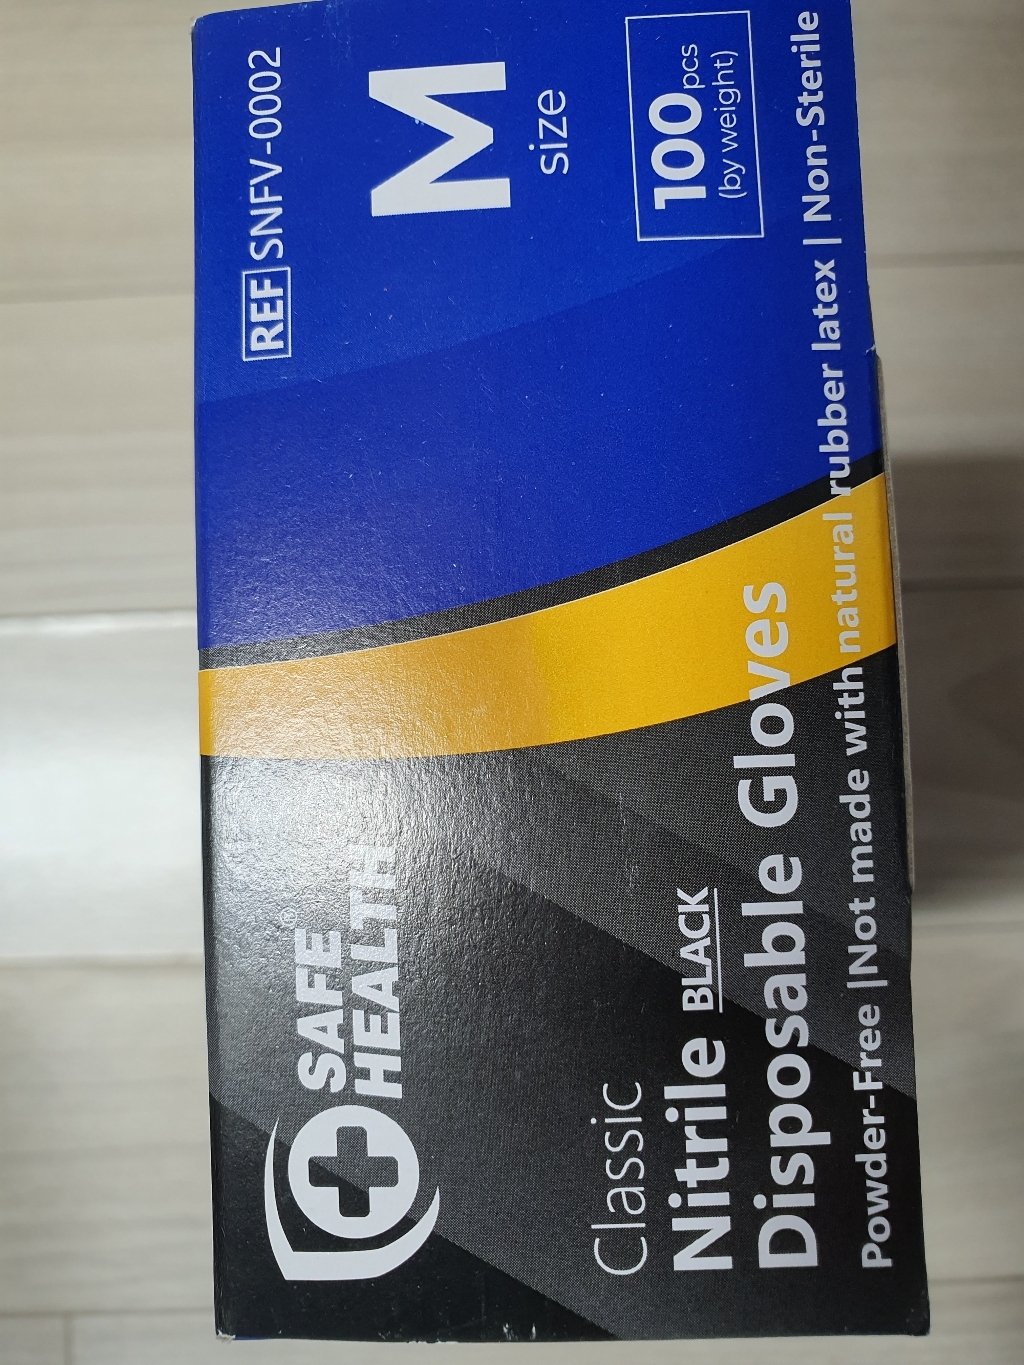 SAFE®
HEALTH
REF SNFV-0002
M
size
Classic
Nitrile BLACK
Disposable Gloves
100pcs
(by weight)
Powder-Free |Not made with natural rubber latex | Non-Sterile